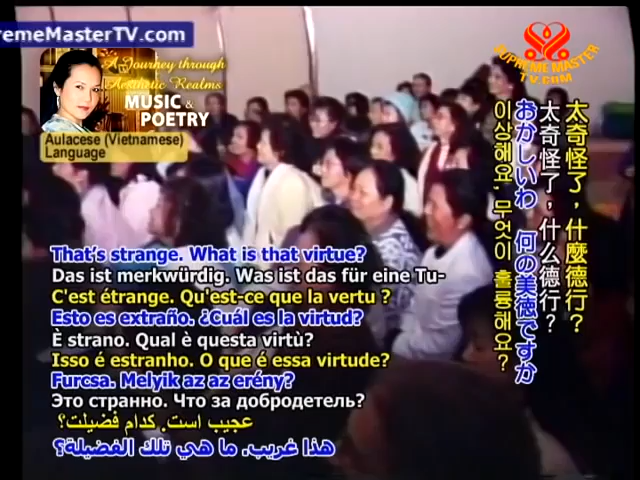 remeMasterTV.com
SUPREME MASTER
TV.COM
A Journey through
Aesthetic Realms
MUSIC &
POETRY
Aulacese (Vietnamese)
Language
太奇怪了，什麼德行?
太奇怪了，什么德行?
おかしいわ 何の美徳ですか
이상해요, 무엇이 훌륭해요?
That's strange. What is that virtue?
Das ist merkwürdig. Was ist das für eine Tu-
C'est étrange. Qu'est-ce que la vertu ?
Esto es extraño. ¿Cuál es la virtud?
È strano. Qual è questa virtù?
Isso é estranho. O que é essa virtude?
Furcsa. Melyik az az erény?
Это странно. Что за добродетель?
عجیب است. کدام فضیلت؟
هذا غريب. ما هي تلك الفضيلة؟